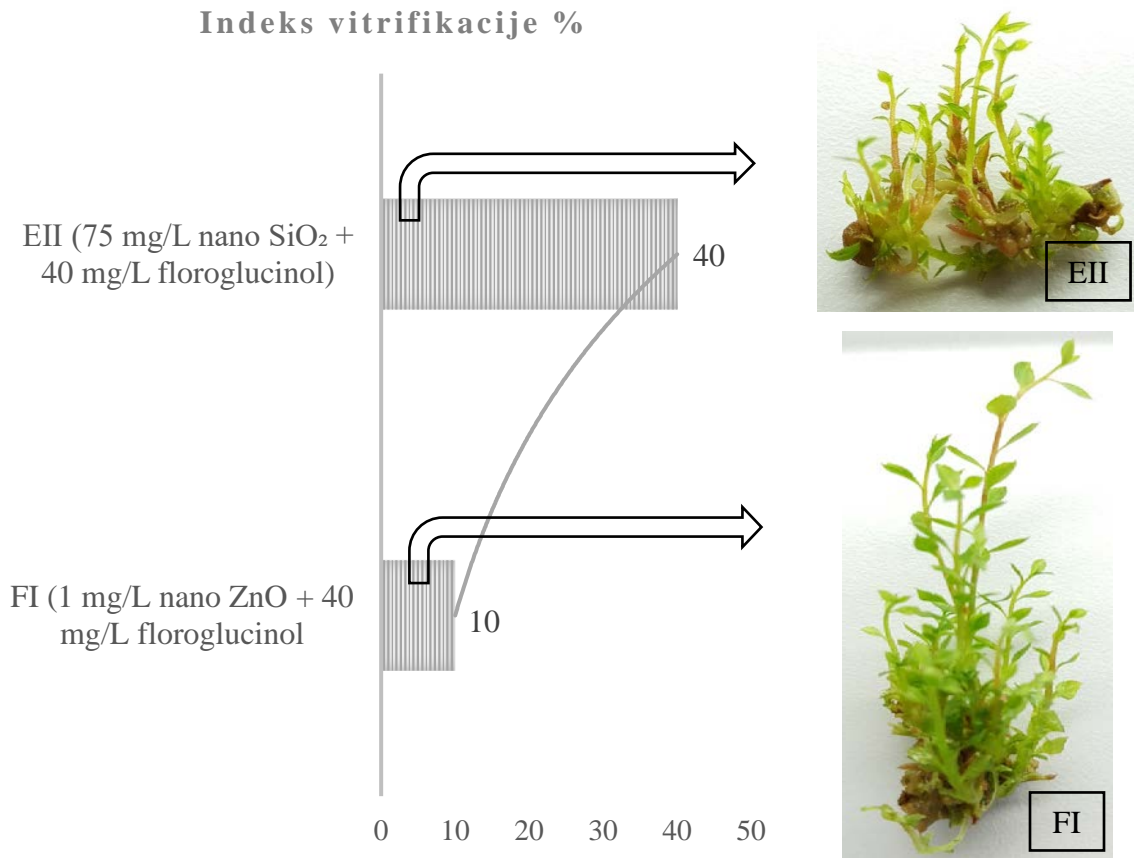 Indeks vitrifikacije %
EII (75 mg/L nano SiO₂ +
40 mg/L floroglucinol)
40
EII
FI (1 mg/L nano ZnO + 40
mg/L floroglucinol
10
FI
0 10 20 30 40 50